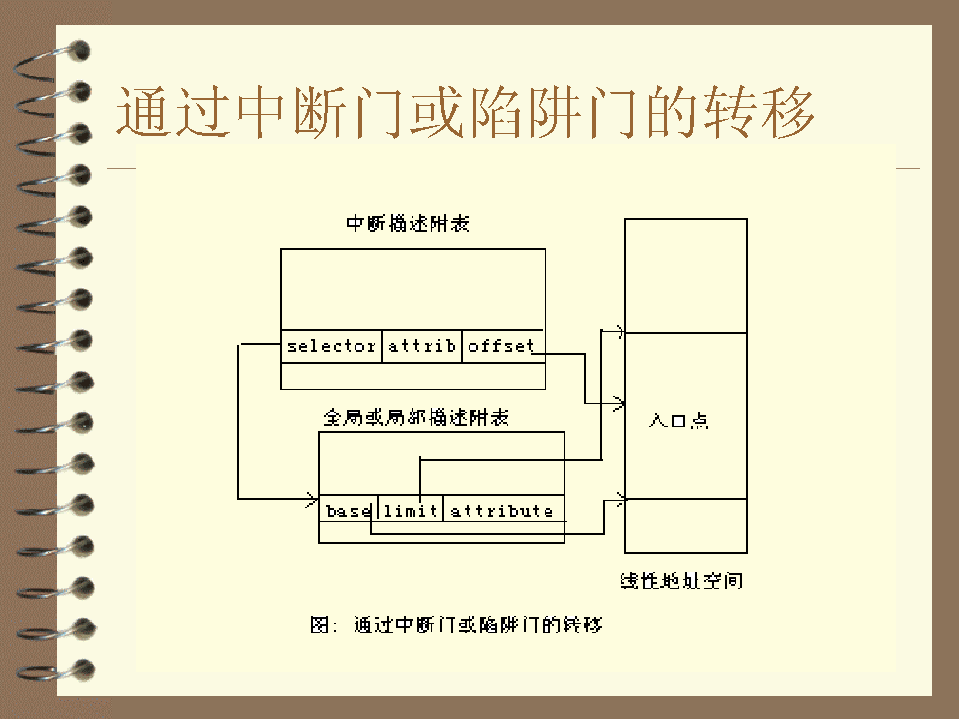 通过中断门或陷阱门的转移
中断描述附表
selector attrib offset
全局或局部描述附表
入口点
base limit attribute
线性地址空间
图：通过中断门或陷阱门的转移